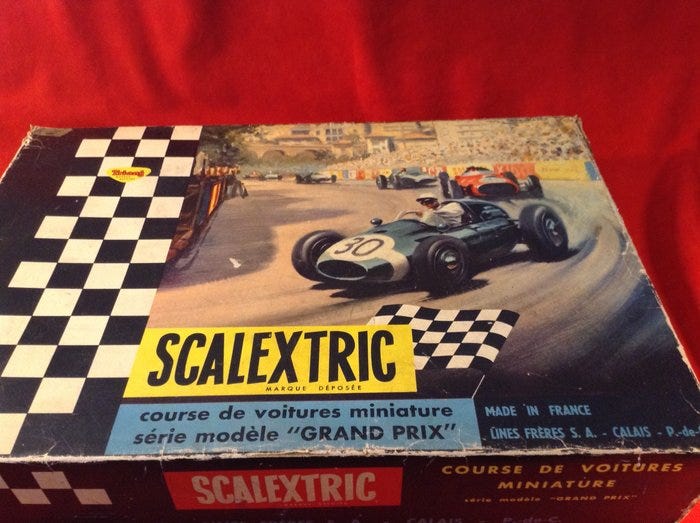 30
SCALEXTRIC
MARQUE DÉPOSÉE
course de voitures miniature
série modèle "GRAND PRIX"
MADE IN FRANCE
LINES FRÈRES S. A. - CALAIS - P.-de-
SCALEXTRIC
COURSE DE VOITURES
MINIATURE
série modèle "GRAND PRIX"